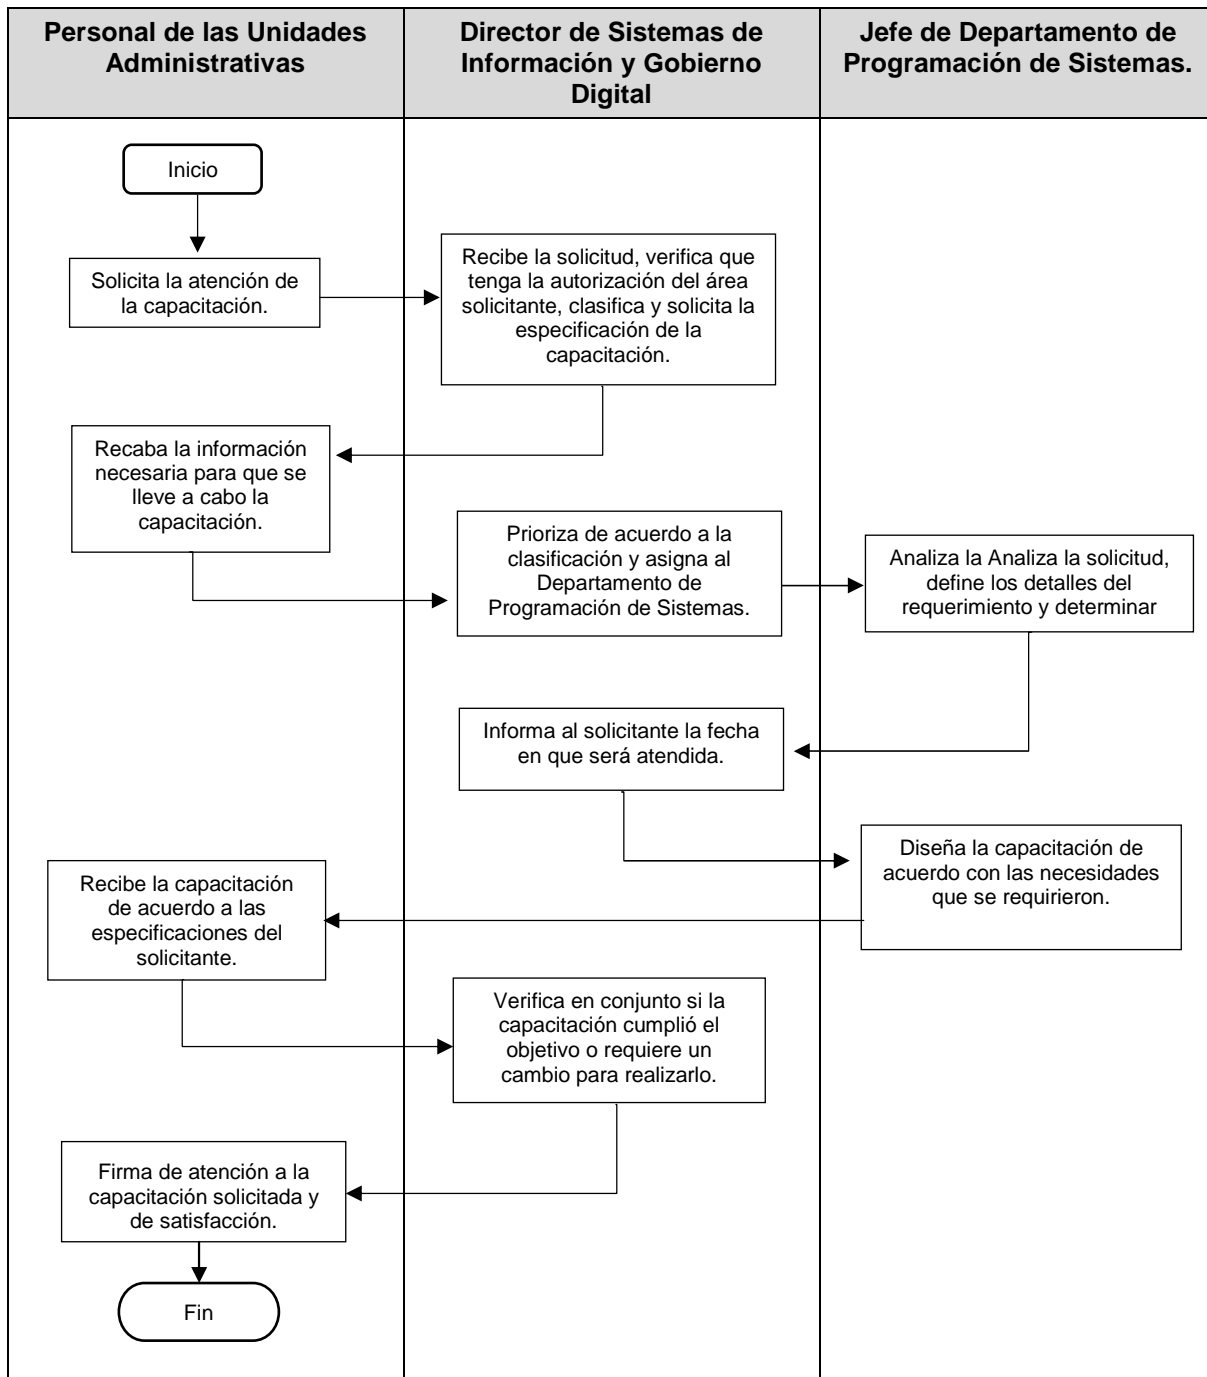 Personal de las Unidades
Administrativas
Director de Sistemas de
Información y Gobierno
Digital
Jefe de Departamento de
Programación de Sistemas.
Inicio
Solicita la atención de
la capacitación.
Recibe la solicitud, verifica que
tenga la autorización del área
solicitante, clasifica y solicita la
especificación de la
capacitación.
Recaba la información
necesaria para que se
lleve a cabo la
capacitación.
Prioriza de acuerdo a la
clasificación y asigna al
Departamento de
Programación de Sistemas.
Analiza la Analiza la solicitud,
define los detalles del
requerimiento y determinar
Informa al solicitante la fecha
en que será atendida.
Diseña la capacitación de
acuerdo con las necesidades
que se requirieron.
Recibe la capacitación
de acuerdo a las
especificaciones del
solicitante.
Verifica en conjunto si la
capacitación cumplió el
objetivo o requiere un
cambio para realizarlo.
Firma de atención a la
capacitación solicitada y
de satisfacción.
Fin